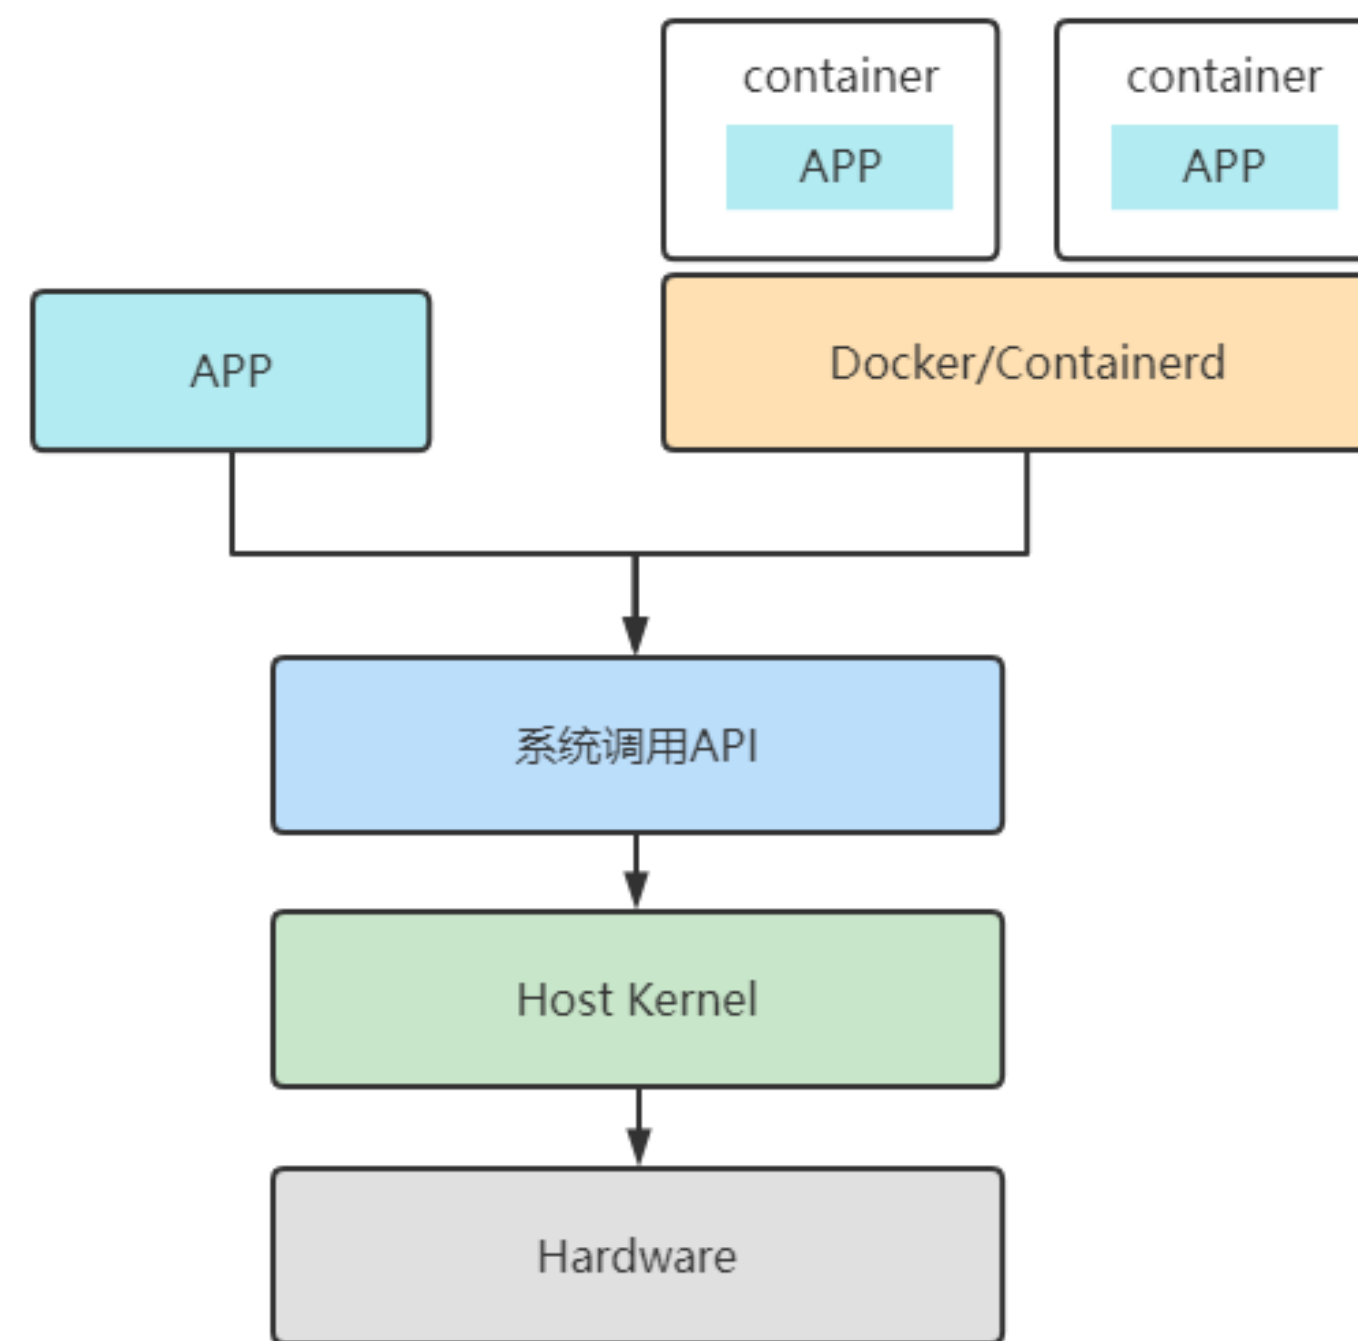 container
container
APP
APP
APP
Docker/Containerd
系统调用API
Host Kernel
Hardware